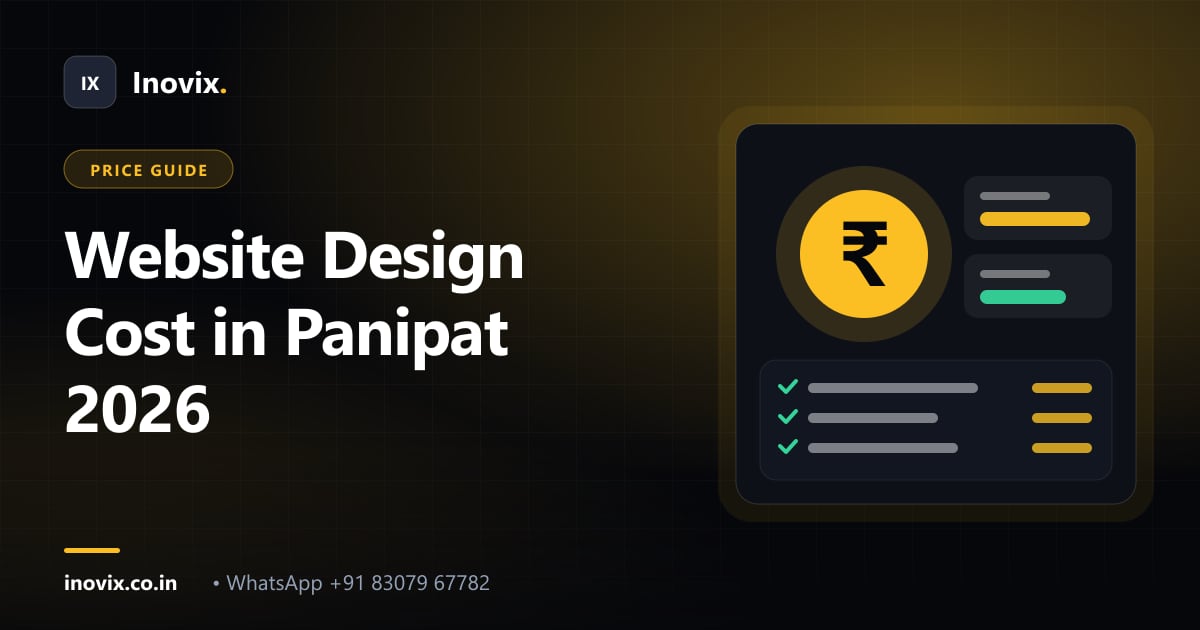 IX
Inovix.
PRICE GUIDE
Website Design
Cost in Panipat
2026
₹
inovix.co.in • WhatsApp +91 83079 67782